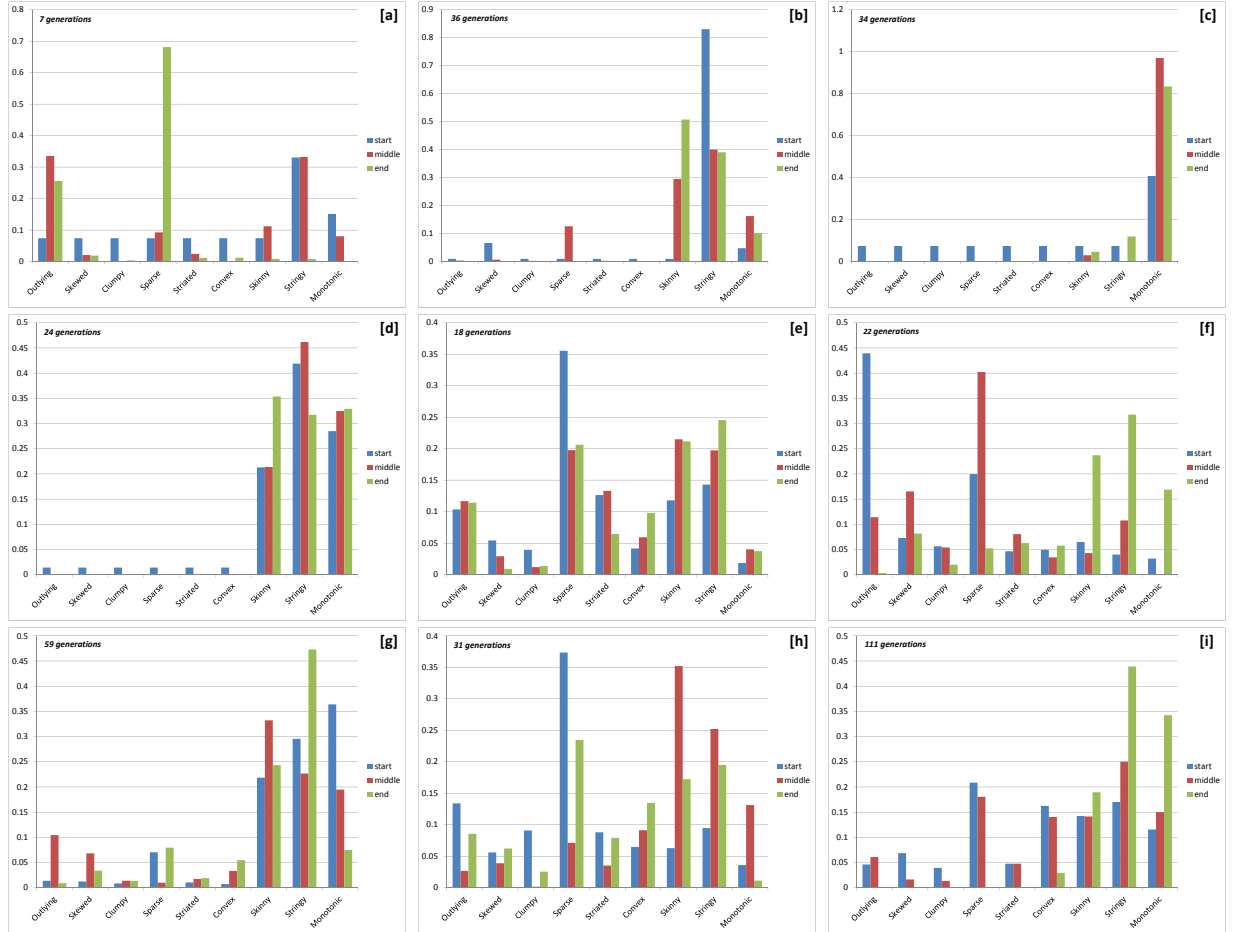 7 generations
[a]
0.8
0.7
0.6
0.5
0.4
0.3
0.2
0.1
0
Outlying
Skewed
Clumpy
Sparse
Striated
Convex
Skinny
Stringy
Monotonic
start
middle
end
36 generations
[b]
0.9
0.8
0.7
0.6
0.5
0.4
0.3
0.2
0.1
0
Outlying
Skewed
Clumpy
Sparse
Striated
Convex
Skinny
Stringy
Monotonic
start
middle
end
34 generations
[c]
1.2
1
0.8
0.6
0.4
0.2
0
Outlying
Skewed
Clumpy
Sparse
Striated
Convex
Skinny
Stringy
Monotonic
start
middle
end
24 generations
[d]
0.5
0.45
0.4
0.35
0.3
0.25
0.2
0.15
0.1
0.05
0
Outlying
Skewed
Clumpy
Sparse
Striated
Convex
Skinny
Stringy
Monotonic
start
middle
end
18 generations
[e]
0.4
0.35
0.3
0.25
0.2
0.15
0.1
0.05
0
Outlying
Skewed
Clumpy
Sparse
Striated
Convex
Skinny
Stringy
Monotonic
start
middle
end
22 generations
[f]
0.5
0.45
0.4
0.35
0.3
0.25
0.2
0.15
0.1
0.05
0
Outlying
Skewed
Clumpy
Sparse
Striated
Convex
Skinny
Stringy
Monotonic
start
middle
end
59 generations
[g]
0.5
0.45
0.4
0.35
0.3
0.25
0.2
0.15
0.1
0.05
0
Outlying
Skewed
Clumpy
Sparse
Striated
Convex
Skinny
Stringy
Monotonic
start
middle
end
31 generations
[h]
0.4
0.35
0.3
0.25
0.2
0.15
0.1
0.05
0
Outlying
Skewed
Clumpy
Sparse
Striated
Convex
Skinny
Stringy
Monotonic
start
middle
end
111 generations
[i]
0.5
0.45
0.4
0.35
0.3
0.25
0.2
0.15
0.1
0.05
0
Outlying
Skewed
Clumpy
Sparse
Striated
Convex
Skinny
Stringy
Monotonic
start
middle
end